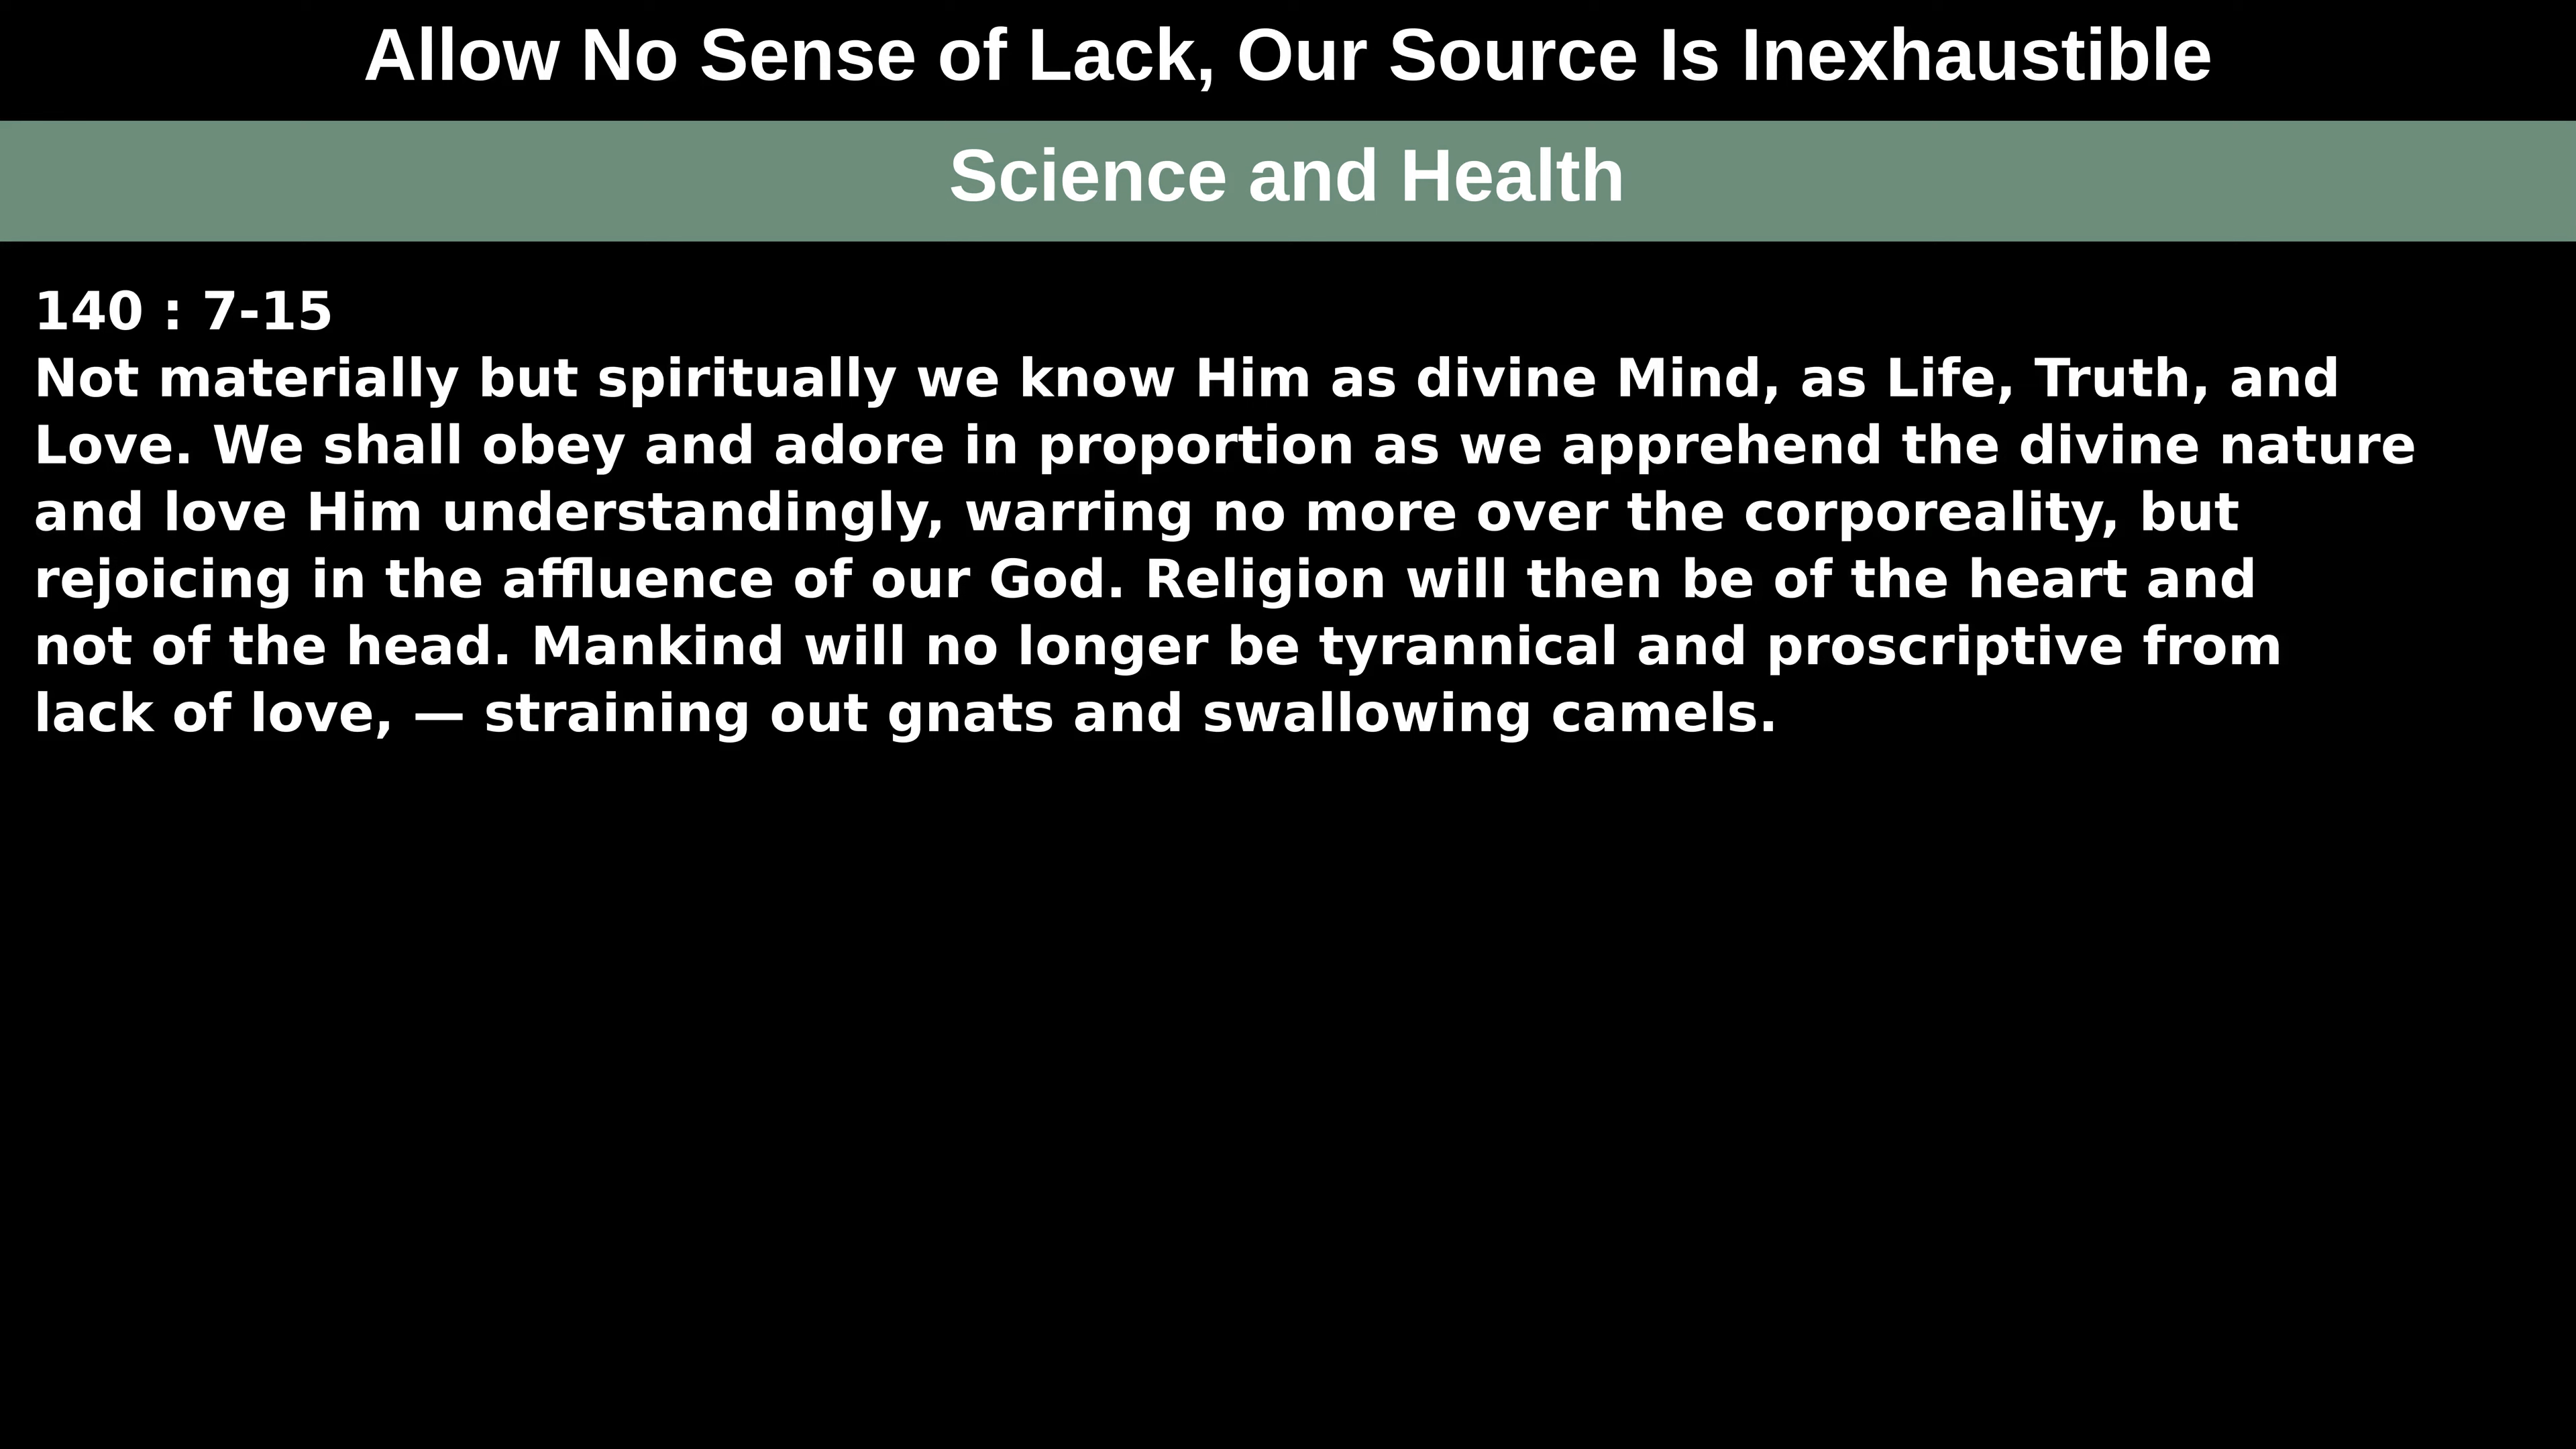 Allow No Sense of Lack, Our Source Is Inexhaustible
Science and Health
140 : 7-15
Not materially but spiritually we know Him as divine Mind, as Life, Truth, and
Love. We shall obey and adore in proportion as we apprehend the divine nature
and love Him understandingly, warring no more over the corporeality, but
rejoicing in the affluence of our God. Religion will then be of the heart and
not of the head. Mankind will no longer be tyrannical and proscriptive from
lack of love, — straining out gnats and swallowing camels.